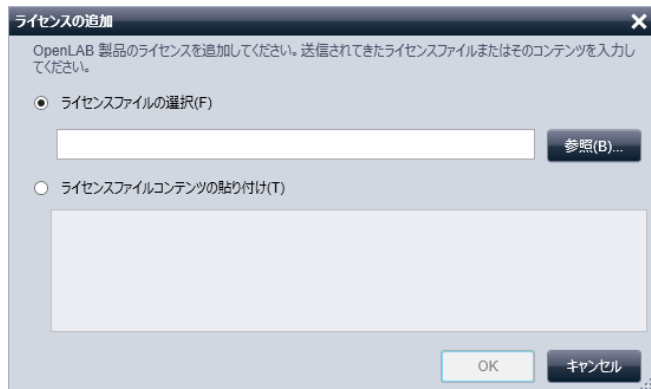 ライセンスの追加
OpenLAB 製品のライセンスを追加してください。送信されてきたライセンスファイルまたはそのコンテンツを入力し
てください。
ライセンスファイルの選択(F)
参照(B)...
ライセンスファイルコンテンツの貼り付け(T)
OK
キャンセル